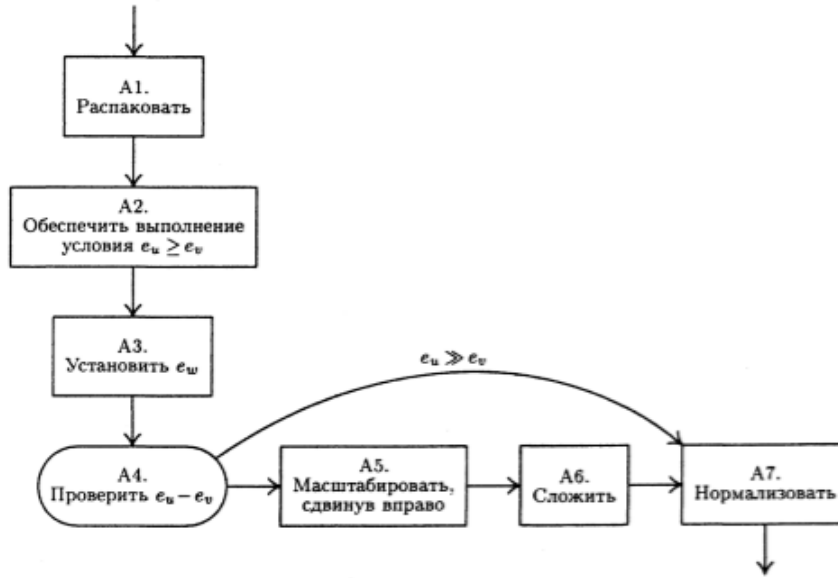 A1.
Распаковать
A2.
Обеспечить выполнение
условия e_u ≥ e_v
A3.
Установить e_w
e_u ≫ e_v
A4.
Проверить e_u − e_v
A5.
Масштабировать,
сдвинув вправо
A6.
Сложить
A7.
Нормализовать